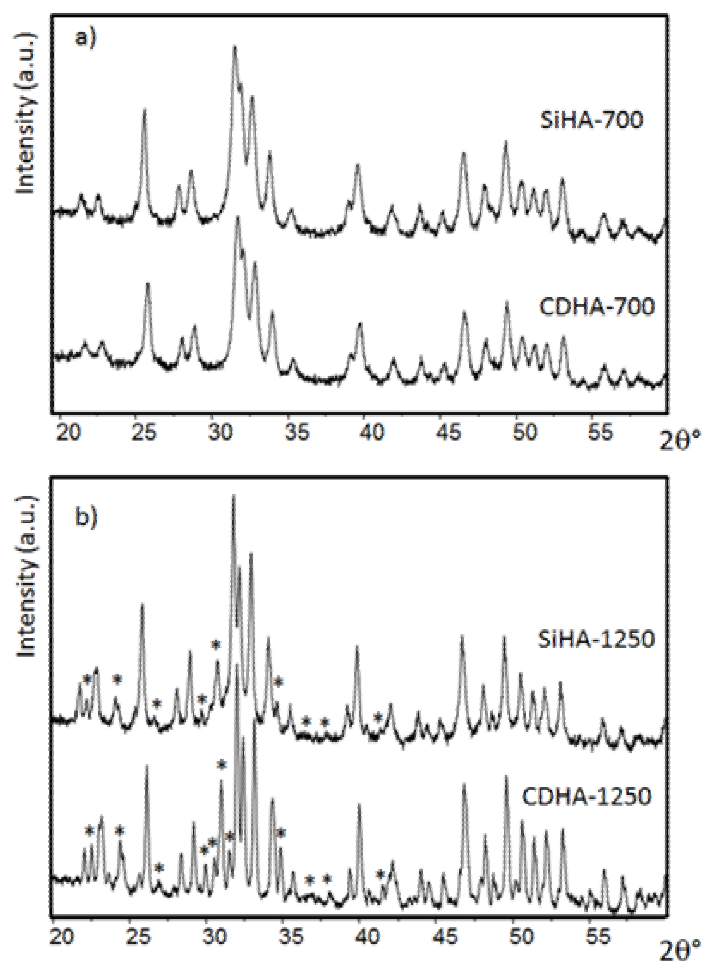 a)
Intensity (a.u.)
SiHA-700
CDHA-700
20 25 30 35 40 45 50 55
2θ°
b)
Intensity (a.u.)
* * * * * * * * *
SiHA-1250
* * * * * * * * * * * *
CDHA-1250
20 25 30 35 40 45 50 55
2θ°